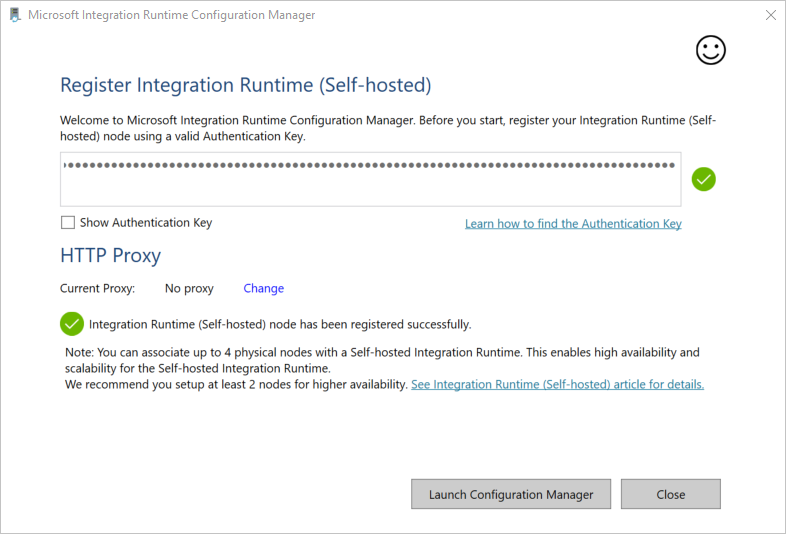 Microsoft Integration Runtime Configuration Manager
Register Integration Runtime (Self-hosted)
Welcome to Microsoft Integration Runtime Configuration Manager. Before you start, register your Integration Runtime (Self-
hosted) node using a valid Authentication Key.
Show Authentication Key
Learn how to find the Authentication Key
HTTP Proxy
Current Proxy: No proxy Change
Integration Runtime (Self-hosted) node has been registered successfully.
Note: You can associate up to 4 physical nodes with a Self-hosted Integration Runtime. This enables high availability and
scalability for the Self-hosted Integration Runtime.
We recommend you setup at least 2 nodes for higher availability. See Integration Runtime (Self-hosted) article for details.
Launch Configuration Manager
Close